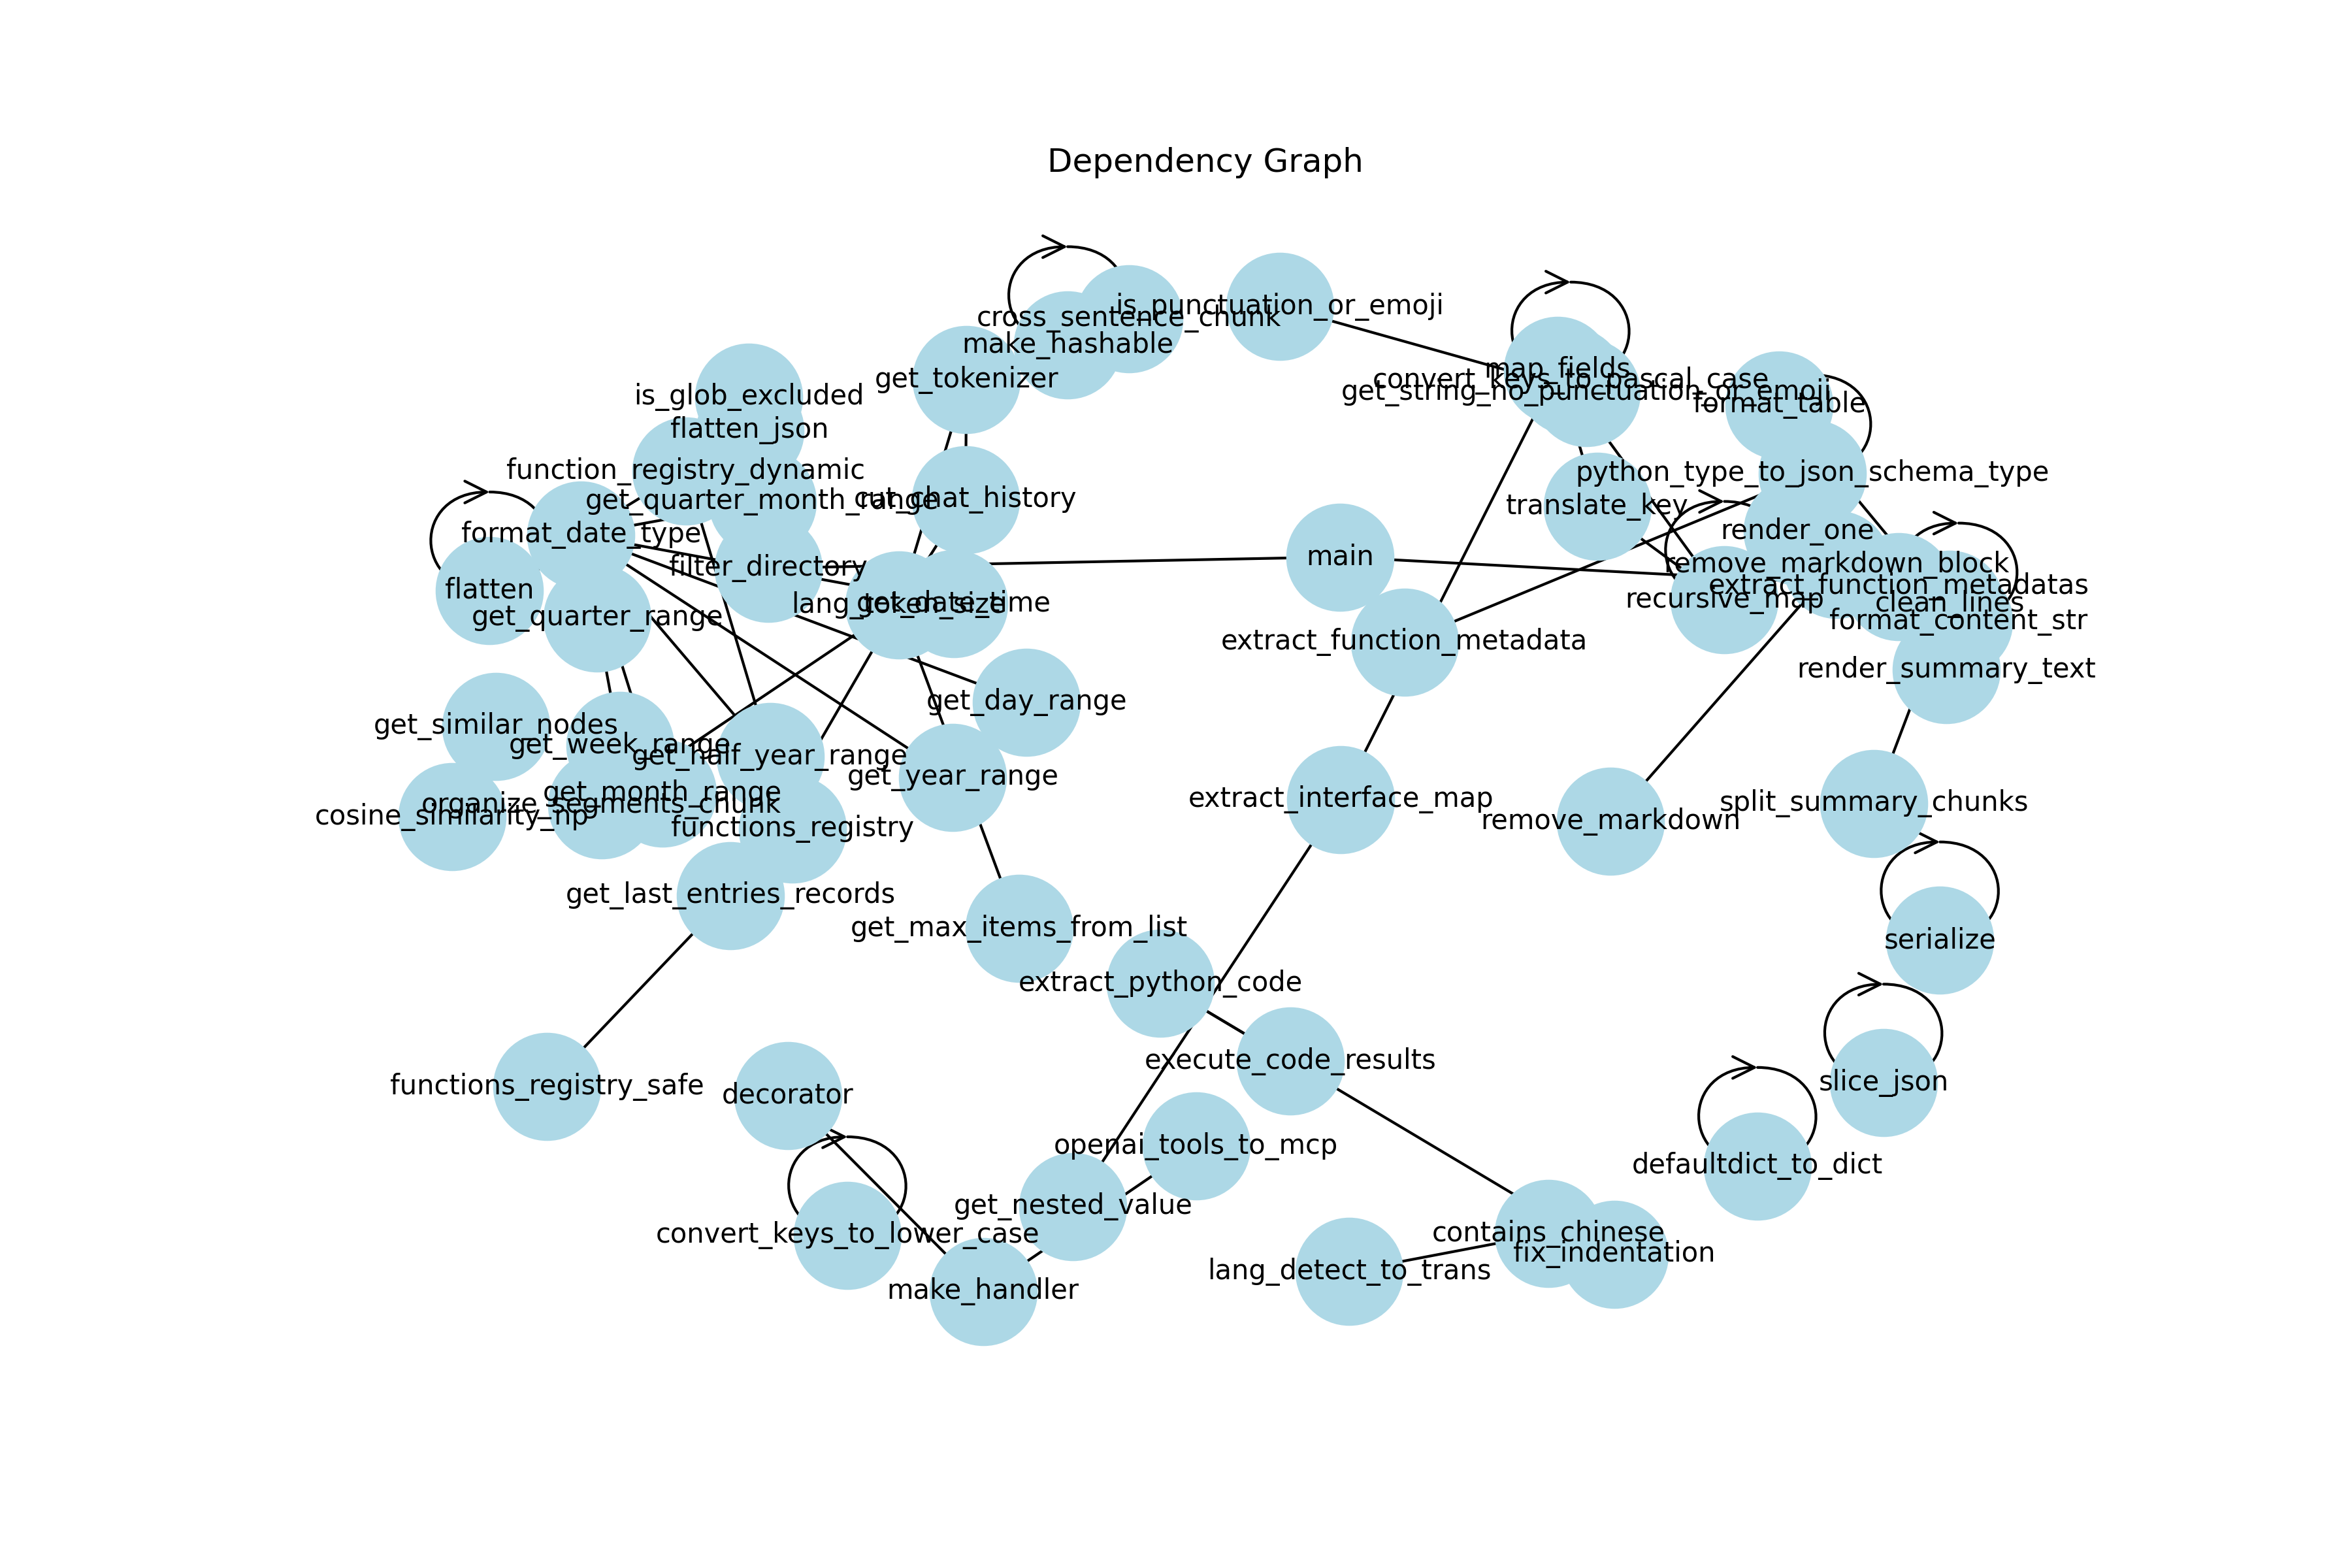 Dependency Graph
is_punctuation_or_emoji
cross_sentence_chunk
make_hashable
map_fields
get_tokenizer
convert_keys_to_pascal_case
get_string_no_punctuation_or_emoji
is_glob_excluded
format_table
flatten_json
function_registry_dynamic
python_type_to_json_schema_type
get_quarter_month_range
cut_chat_history
translate_key
format_date_type
render_one
main
filter_directory
remove_markdown_block
flatten
extract_function_metadatas
recursive_map
lang_token_size
get_date_time
clean_lines
get_quarter_range
format_content_str
extract_function_metadata
render_summary_text
get_day_range
get_similar_nodes
get_week_range
get_half_year_range
get_year_range
get_month_range
extract_interface_map
organize_segments_chunk
split_summary_chunks
cosine_similarity_np
remove_markdown
functions_registry
get_last_entries_records
get_max_items_from_list
serialize
extract_python_code
execute_code_results
slice_json
functions_registry_safe
decorator
openai_tools_to_mcp
defaultdict_to_dict
get_nested_value
convert_keys_to_lower_case
contains_chinese
fix_indentation
lang_detect_to_trans
make_handler